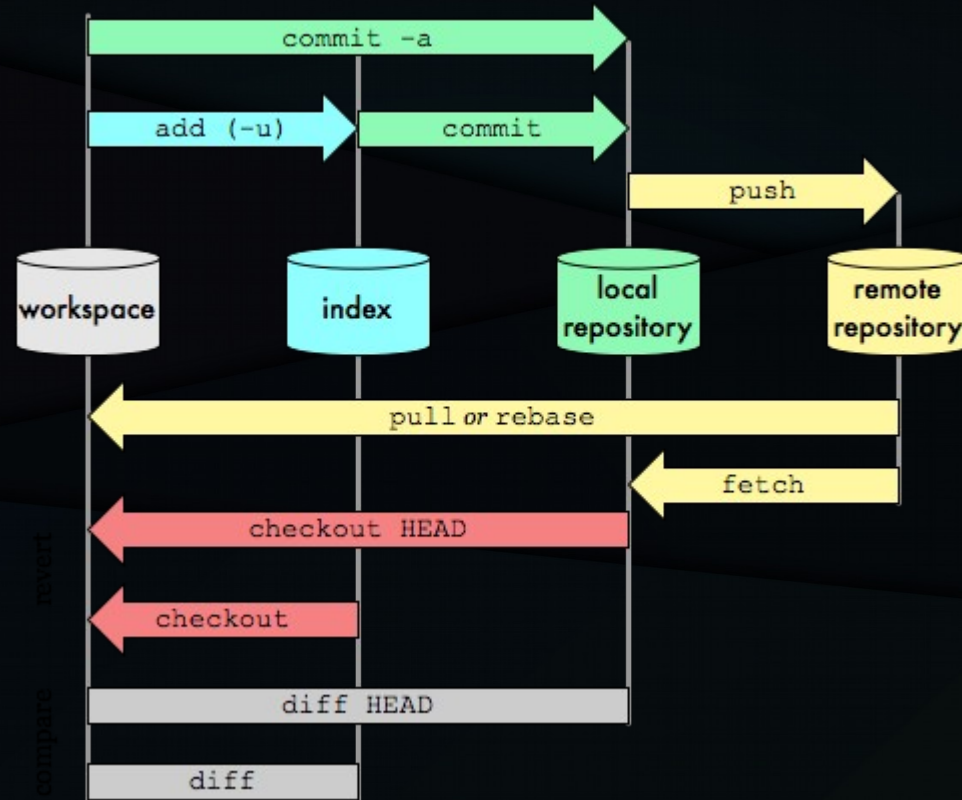 commit -a
add (-u)
commit
push
workspace
index
local
repository
remote
repository
pull or rebase
fetch
revert
checkout HEAD
checkout
compare
diff HEAD
diff